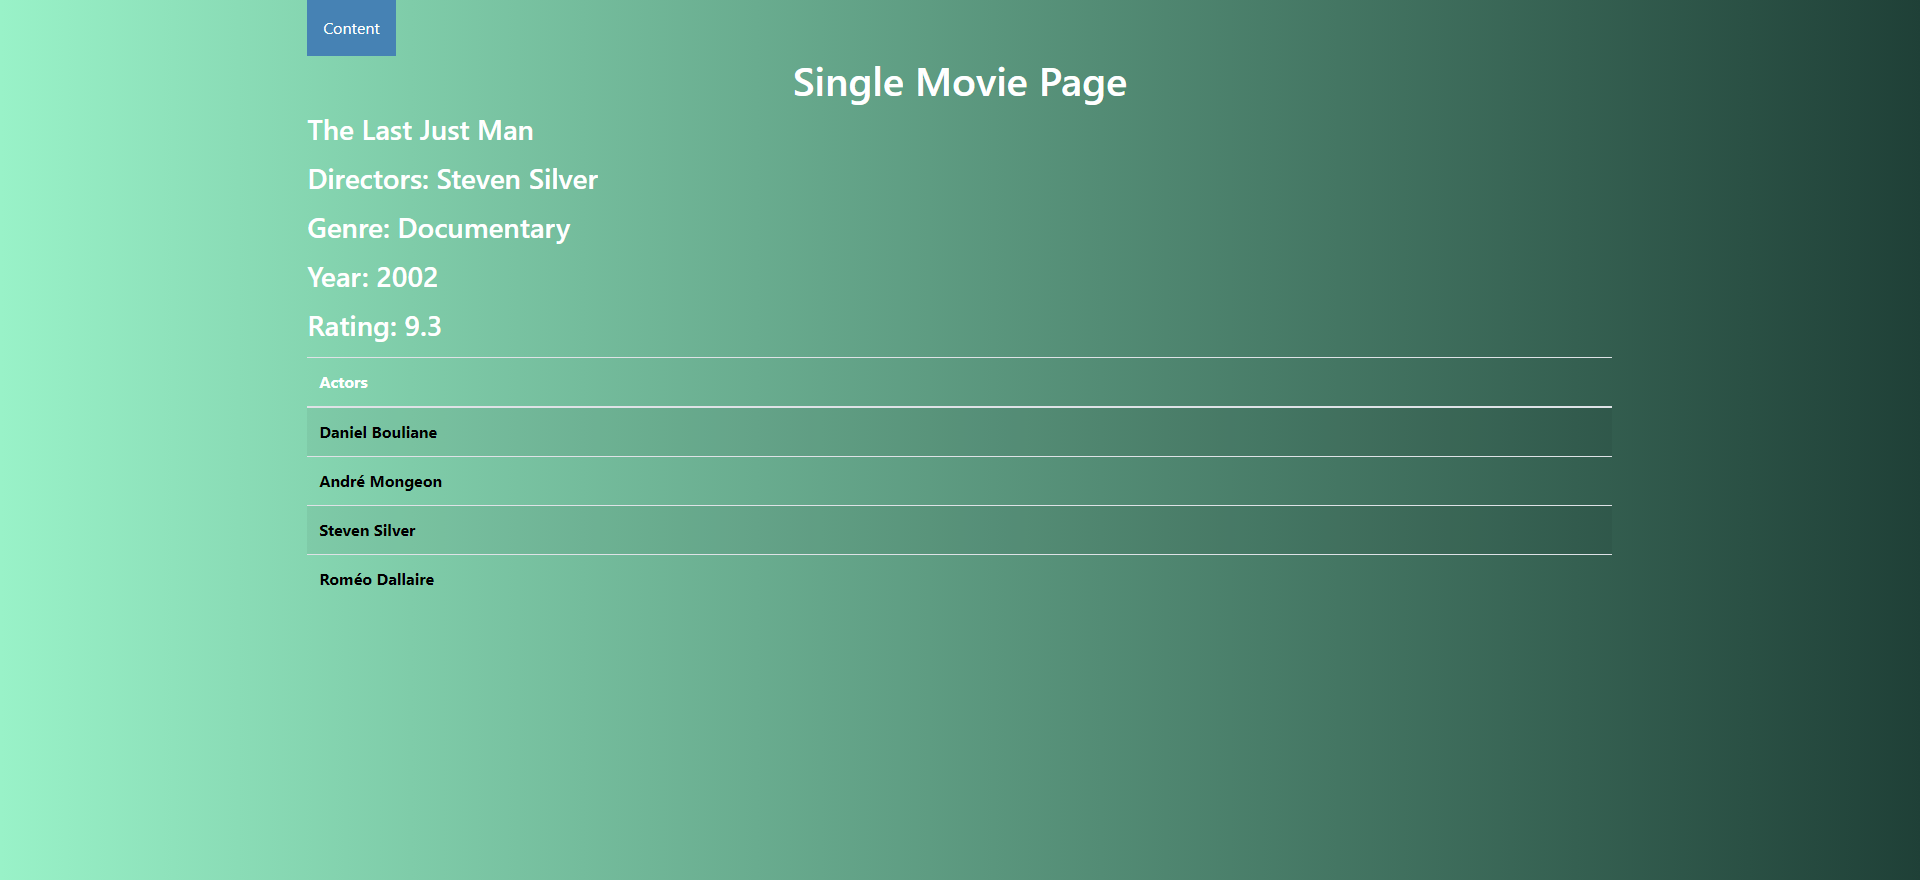 Content
Single Movie Page
The Last Just Man
Directors: Steven Silver
Genre: Documentary
Year: 2002
Rating: 9.3
Actors
Daniel Bouliane
André Mongeon
Steven Silver
Roméo Dallaire